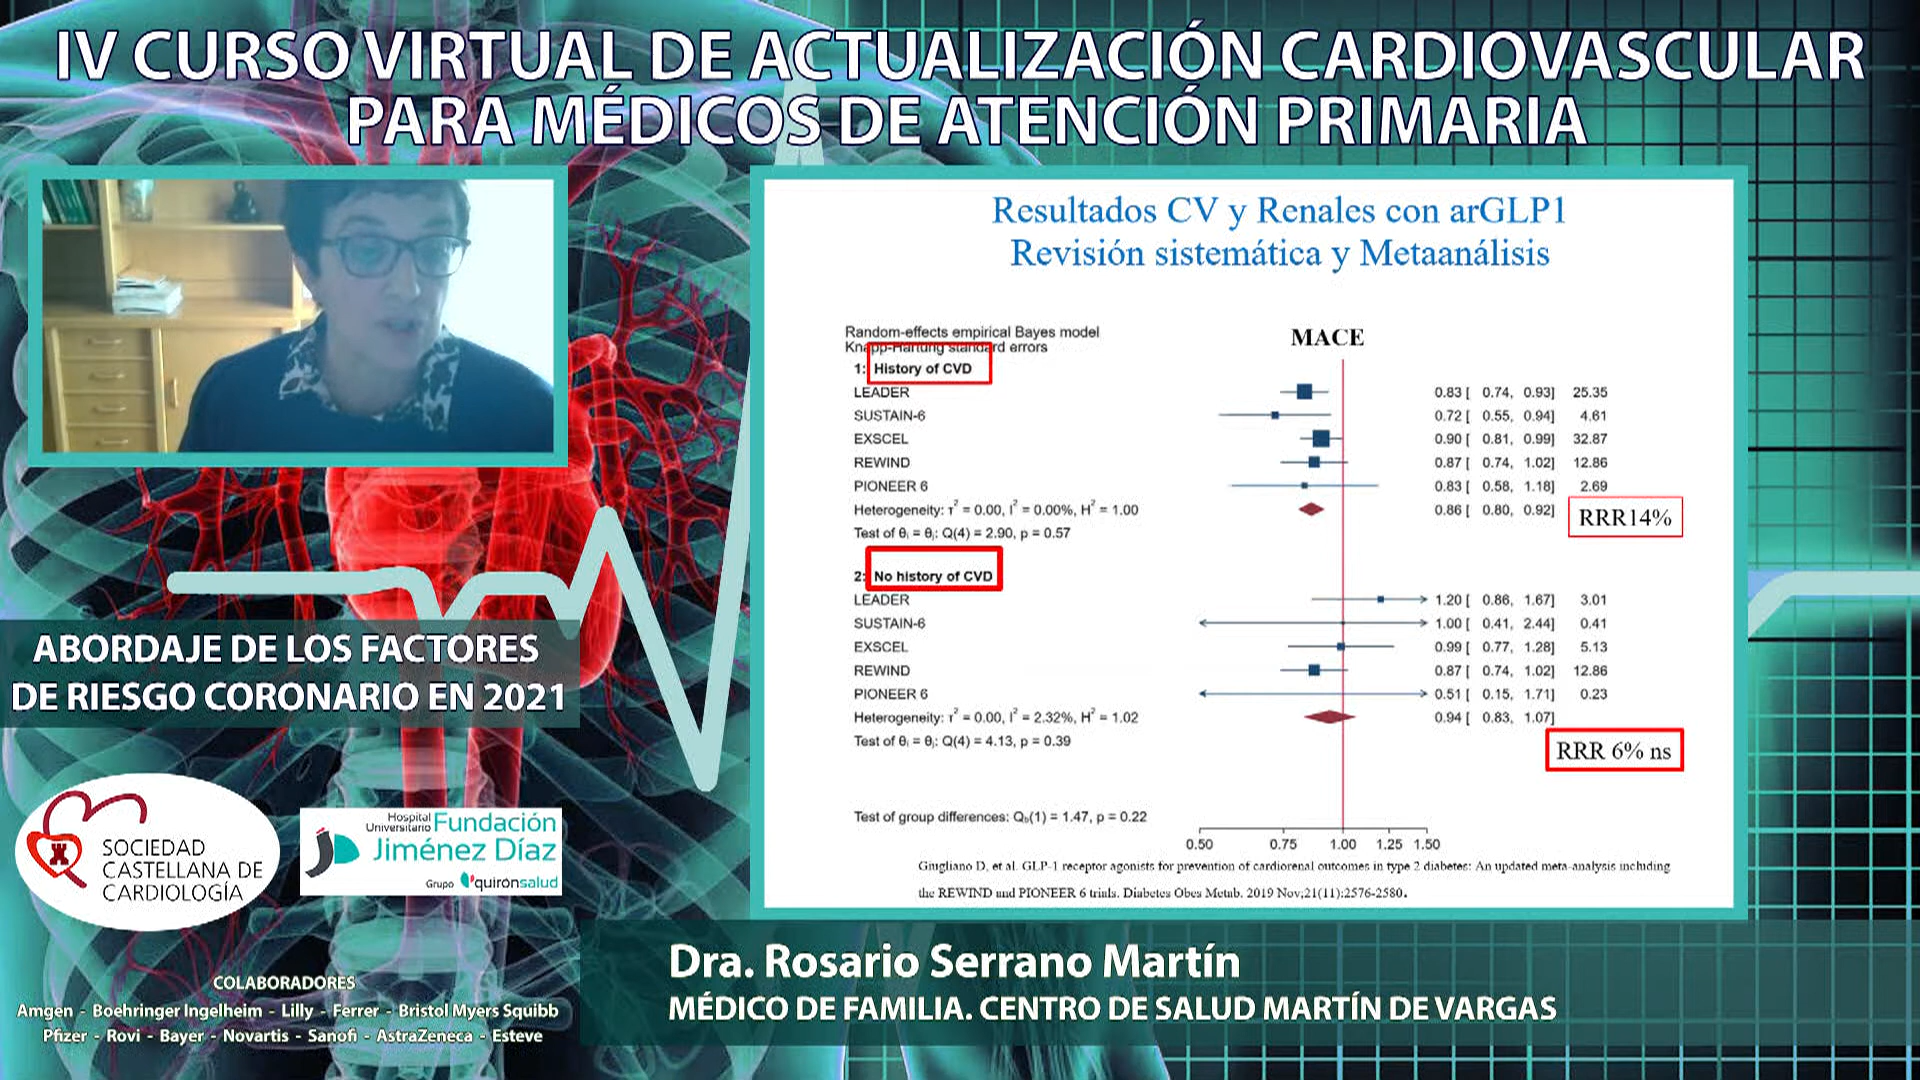 IV CURSO VIRTUAL DE ACTUALIZACIÓN CARDIOVASCULAR
PARA MÉDICOS DE ATENCIÓN PRIMARIA
Resultados CV y Renales con arGLP1
Revisión sistemática y Metaanálisis
Random-effects empirical Bayes model
Knapp-Hartung standard errors
MACE
1: History of CVD
LEADER 0.83 [ 0.74, 0.93] 25.35
SUSTAIN-6 0.72 [ 0.55, 0.94] 4.61
EXSCEL 0.90 [ 0.81, 0.99] 32.87
REWIND 0.87 [ 0.74, 1.02] 12.86
PIONEER 6 0.83 [ 0.58, 1.18] 2.69
Heterogeneity: τ² = 0.00, I² = 0.00%, H² = 1.00 0.86 [ 0.80, 0.92]
RRR14%
Test of θᵢ = θⱼ: Q(4) = 2.90, p = 0.57
2: No history of CVD
LEADER 1.20 [ 0.86, 1.67] 3.01
SUSTAIN-6 1.00 [ 0.41, 2.44] 0.41
EXSCEL 0.99 [ 0.77, 1.28] 5.13
REWIND 0.87 [ 0.74, 1.02] 12.86
PIONEER 6 0.51 [ 0.15, 1.71] 0.23
Heterogeneity: τ² = 0.00, I² = 2.32%, H² = 1.02 0.94 [ 0.83, 1.07]
Test of θᵢ = θⱼ: Q(4) = 4.13, p = 0.39
RRR 6% ns
Test of group differences: Q_b(1) = 1.47, p = 0.22
0.50 0.75 1.00 1.25 1.50
Giugliano D, et al. GLP-1 receptor agonists for prevention of cardiorenal outcomes in type 2 diabetes: An updated meta-analysis including
the REWIND and PIONEER 6 trials. Diabetes Obes Metab. 2019 Nov;21(11):2576-2580.
ABORDAJE DE LOS FACTORES
DE RIESGO CORONARIO EN 2021
SOCIEDAD
CASTELLANA DE
CARDIOLOGÍA
Hospital
Universitario Fundación
Jiménez Díaz
Grupo quirónsalud
COLABORADORES
Amgen - Boehringer Ingelheim - Lilly - Ferrer - Bristol Myers Squibb
Pfizer - Rovi - Bayer - Novartis - Sanofi - AstraZeneca - Esteve
Dra. Rosario Serrano Martín
MÉDICO DE FAMILIA. CENTRO DE SALUD MARTÍN DE VARGAS